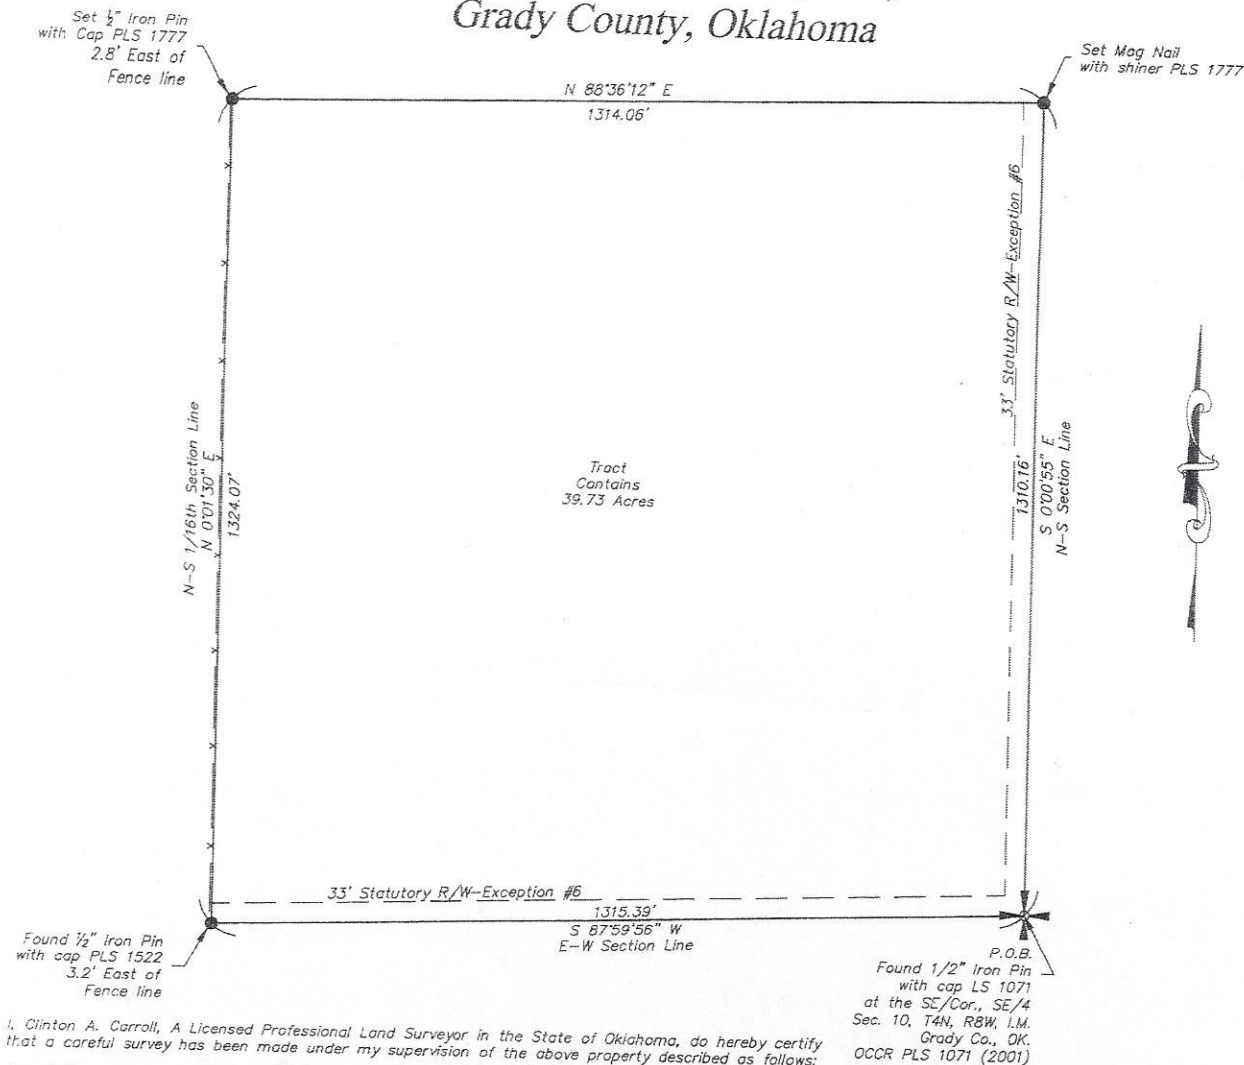 Grady County, Oklahoma
Set ½" Iron Pin
with Cap PLS 1777
2.8' East of
Fence line
Set Mag Nail
with shiner PLS 1777
N 88°36'12" E
1314.06'
33' Statutory R/W-Exception #6
N-S 1/16th Section Line
N 0°01'30" E
1324.07'
Tract
Contains
39.73 Acres
1310.16'
S 0°00'55" E
N-S Section Line
33' Statutory R/W-Exception #6
1315.39'
S 87°59'56" W
E-W Section Line
Found ½" Iron Pin
with cap PLS 1522
3.2' East of
Fence line
P.O.B.
Found 1/2" Iron Pin
with cap LS 1071
at the SE/Cor., SE/4
Sec. 10, T4N, R8W, I.M.
Grady Co., OK.
OCCR PLS 1071 (2001)
I, Clinton A. Carroll, A Licensed Professional Land Surveyor in the State of Oklahoma, do hereby certify
that a careful survey has been made under my supervision of the above property described as follows: